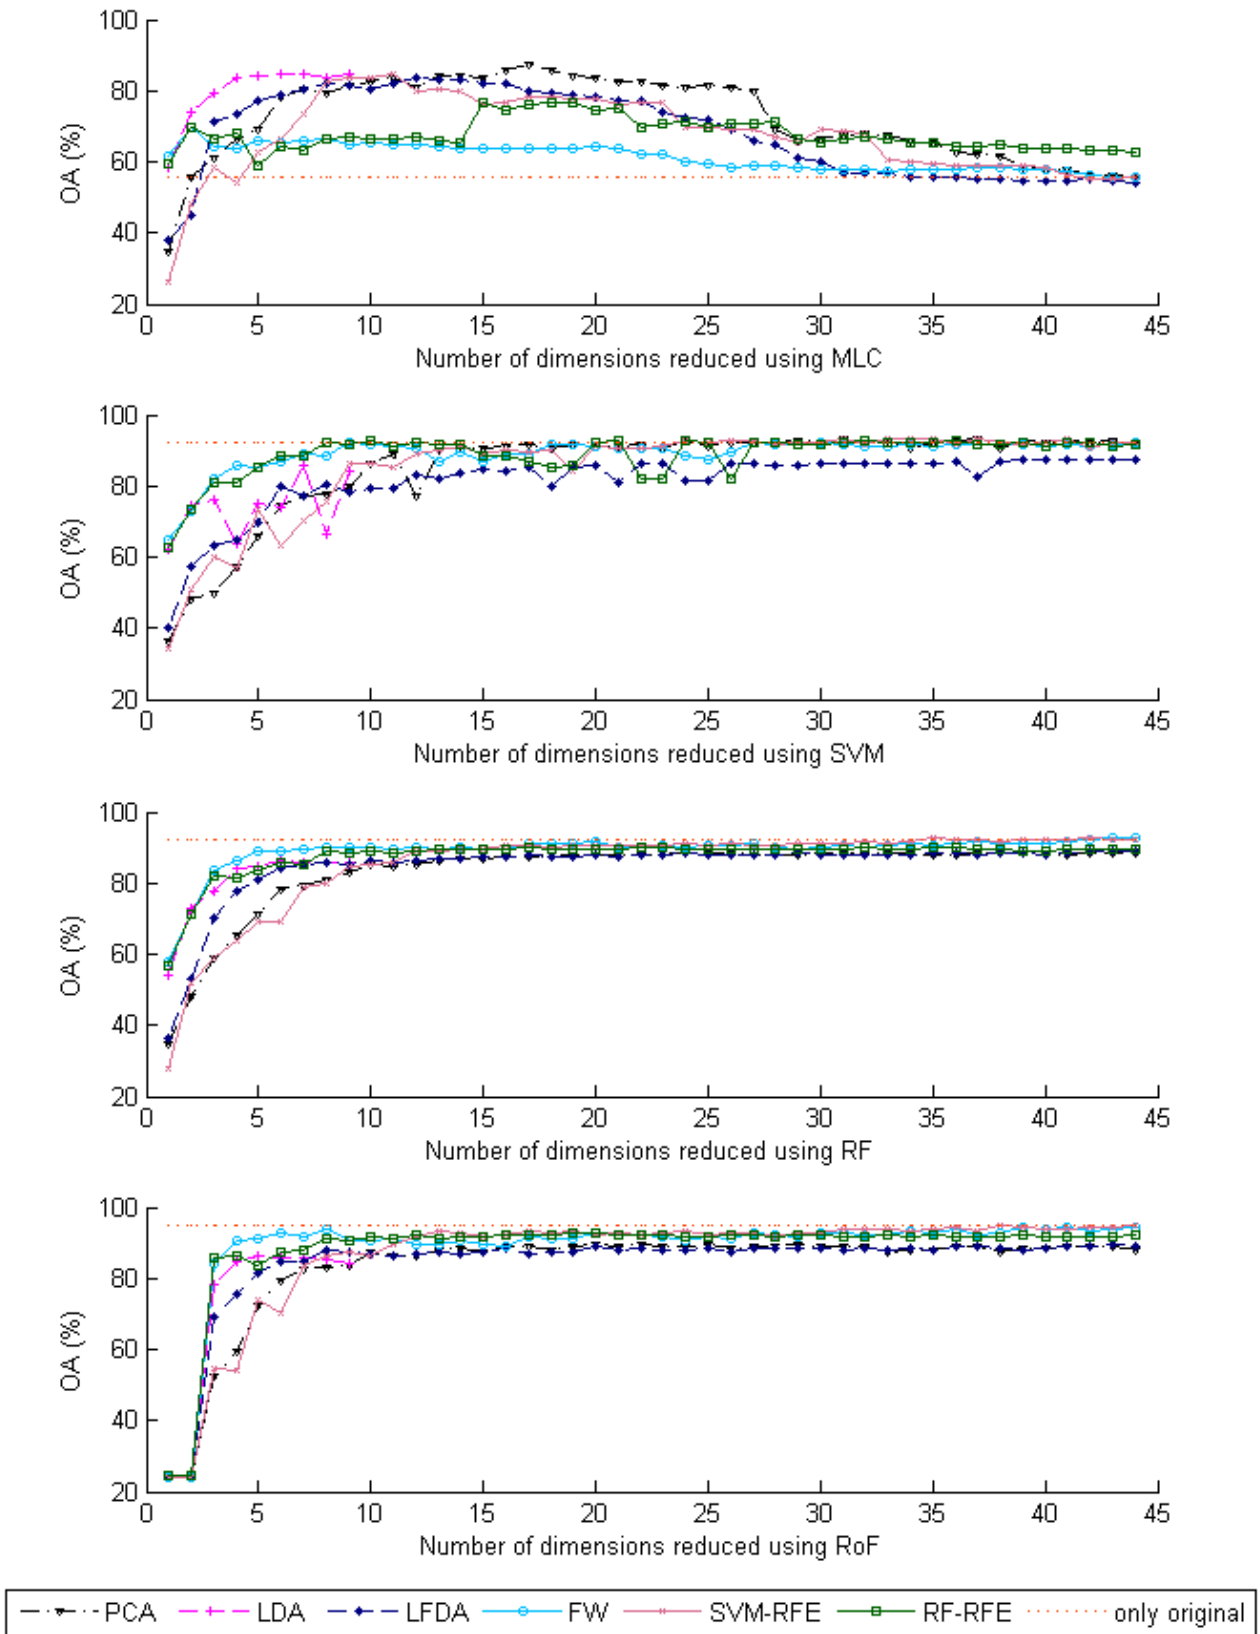 100
80
60
40
20
OA (%)
0 5 10 15 20 25 30 35 40 45
Number of dimensions reduced using MLC
100
80
60
40
20
OA (%)
0 5 10 15 20 25 30 35 40 45
Number of dimensions reduced using SVM
100
80
60
40
20
OA (%)
0 5 10 15 20 25 30 35 40 45
Number of dimensions reduced using RF
100
80
60
40
20
OA (%)
0 5 10 15 20 25 30 35 40 45
Number of dimensions reduced using RoF
PCA LDA LFDA FW SVM-RFE RF-RFE only original